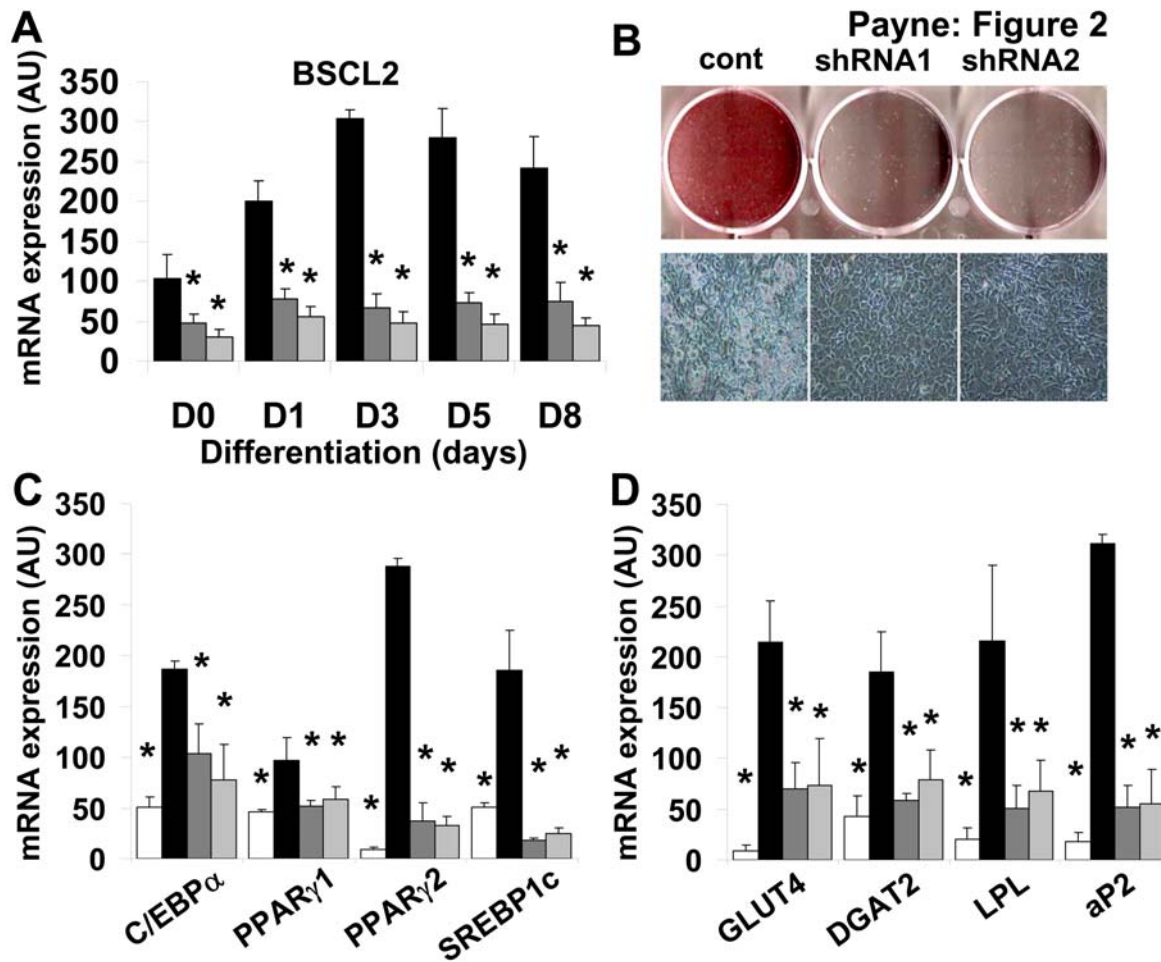 Payne: Figure 2
A
BSCL2
mRNA expression (AU)
350
300
250
200
150
100
50
0
* * * * * * * * * *
D0 D1 D3 D5 D8
Differentiation (days)
B
cont shRNA1 shRNA2
C
mRNA expression (AU)
350
300
250
200
150
100
50
0
* * * * * * * * * * * *
C/EBPα PPARγ1 PPARγ2 SREBP1c
D
mRNA expression (AU)
350
300
250
200
150
100
50
0
* * * * * * * * * * * *
GLUT4 DGAT2 LPL aP2